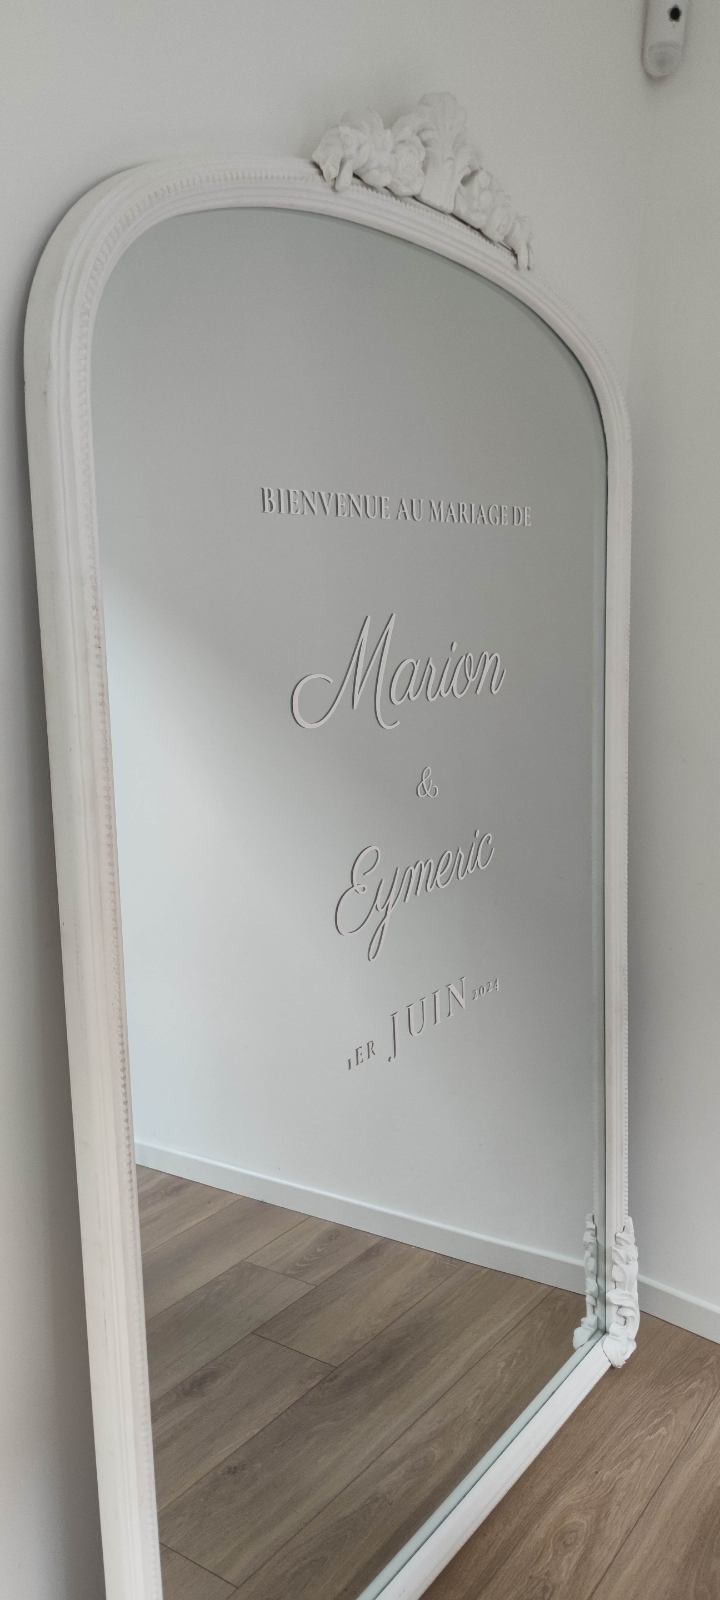 BIENVENUE AU MARIAGE DE
Marion
&
Eymeric
1ER JUIN 2024